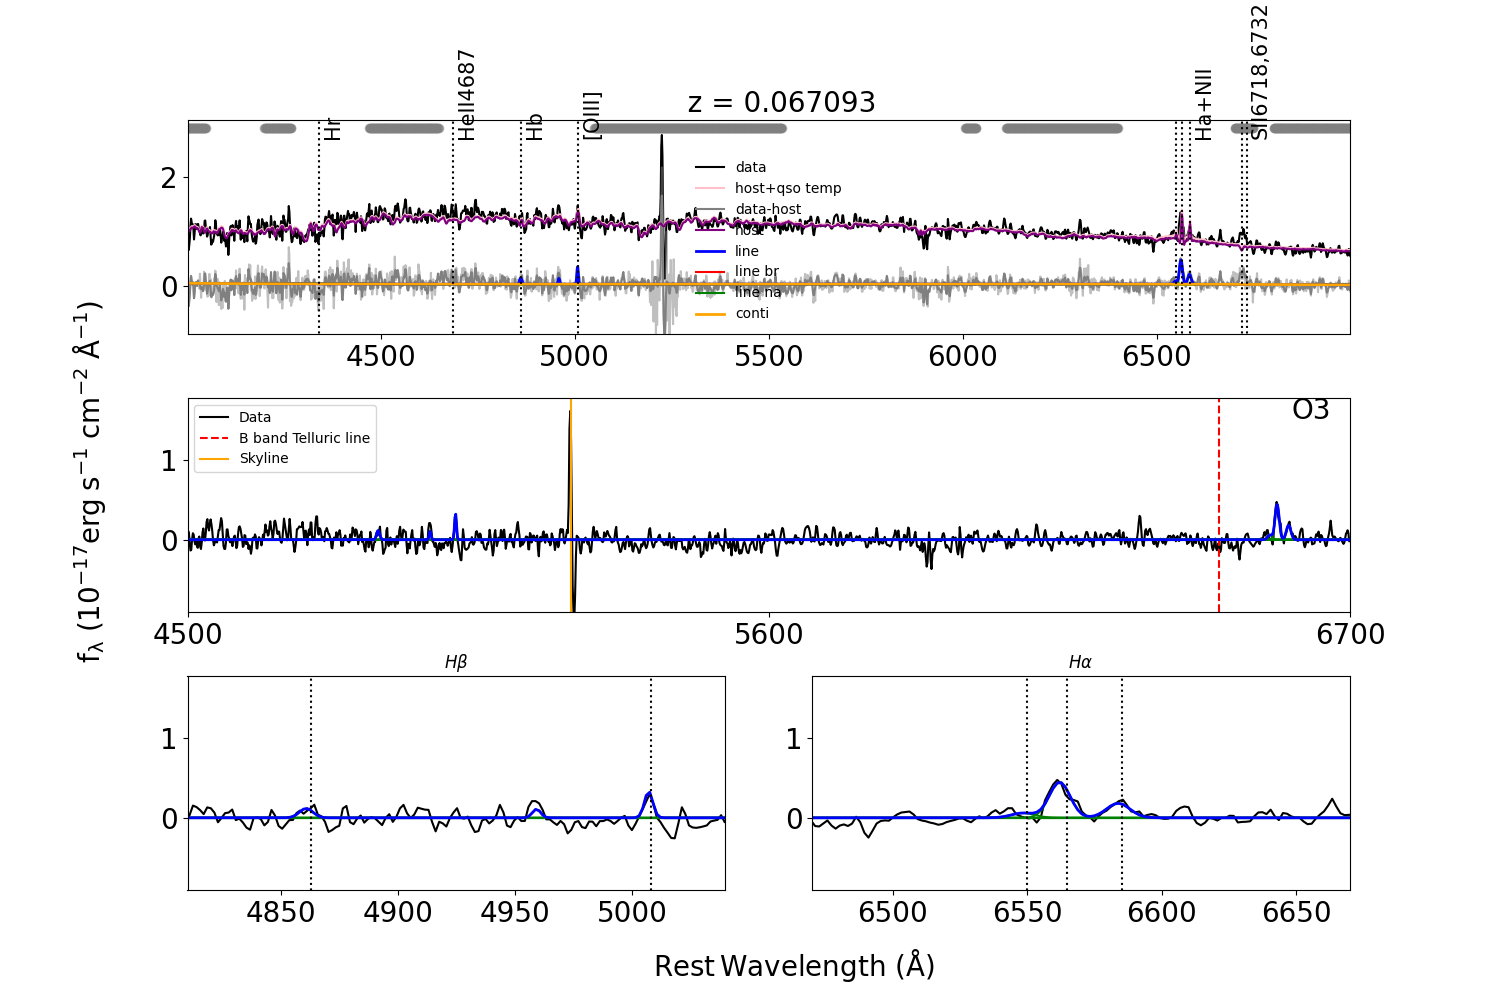 z = 0.067093
Hr
HeII4687
Hb
[OIII]
Ha+NII
SII6718,6732
data
host+qso temp
data-host
host
line
line br
line na
conti
2
0
4500 5000 5500 6000 6500
fλ (10⁻¹⁷erg s⁻¹ cm⁻² Å⁻¹)
O3
Data
B band Telluric line
Skyline
1
0
4500 5600 6700
Hβ
1
0
4850 4900 4950 5000
Hα
1
0
6500 6550 6600 6650
Rest Wavelength (Å)